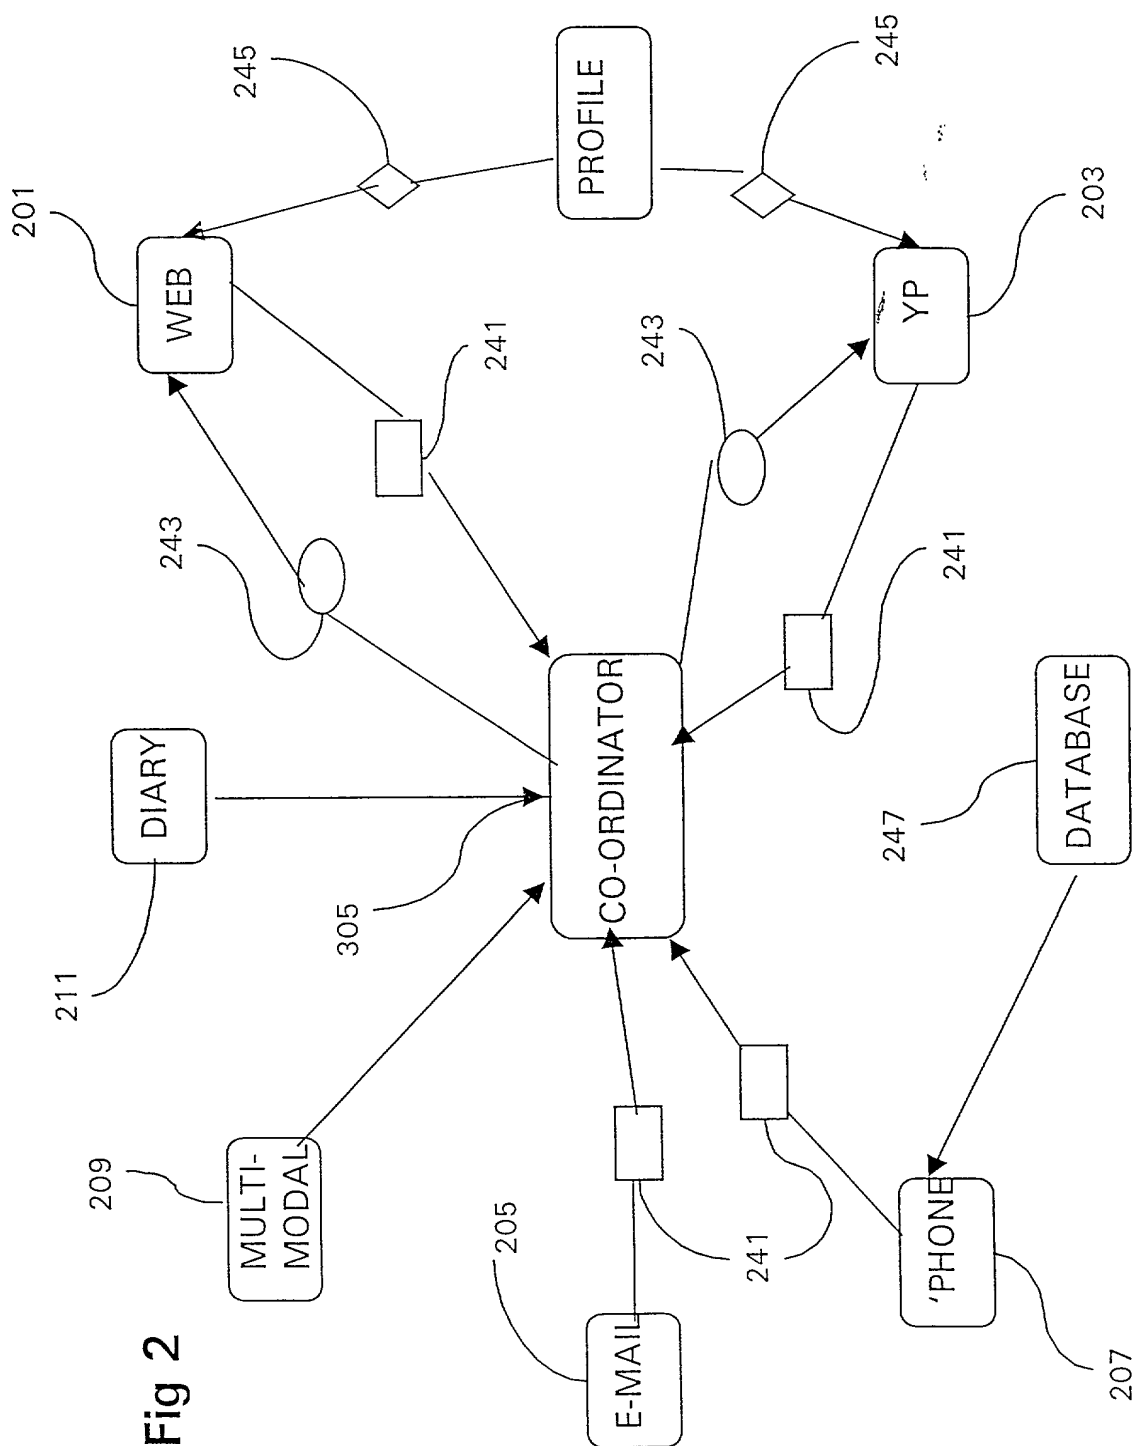 201
211
209
Fig 2
DIARY
243
WEB
245
MULTI-
MODAL
305
241
205
PROFILE
CO-ORDINATOR
E-MAIL
243
241
245
247
YP
'PHONE
241
DATABASE
203
207